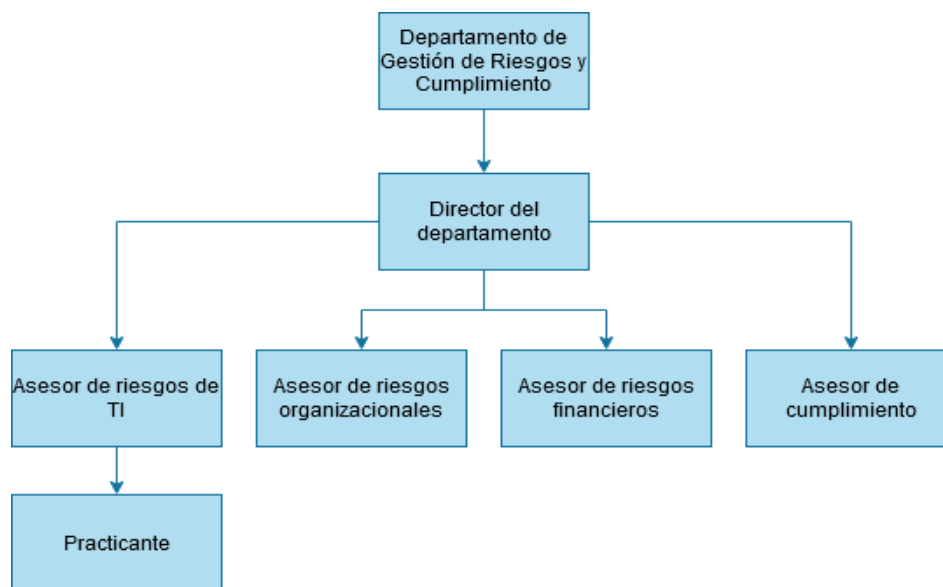 Departamento de
Gestión de Riesgos y
Cumplimiento
Director del
departamento
Asesor de riesgos de
TI
Asesor de riesgos
organizacionales
Asesor de riesgos
financieros
Asesor de
cumplimiento
Practicante